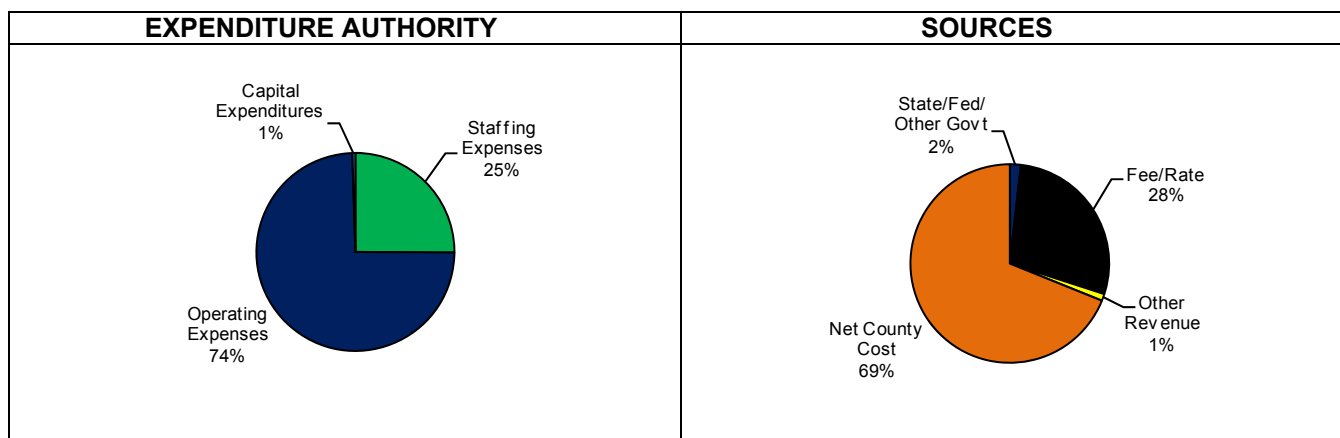 EXPENDITURE AUTHORITY
SOURCES
Capital
Expenditures
1%
Staffing
Expenses
25%
Operating
Expenses
74%
State/Fed/
Other Govt
2%
Fee/Rate
28%
Other
Revenue
1%
Net County
Cost
69%